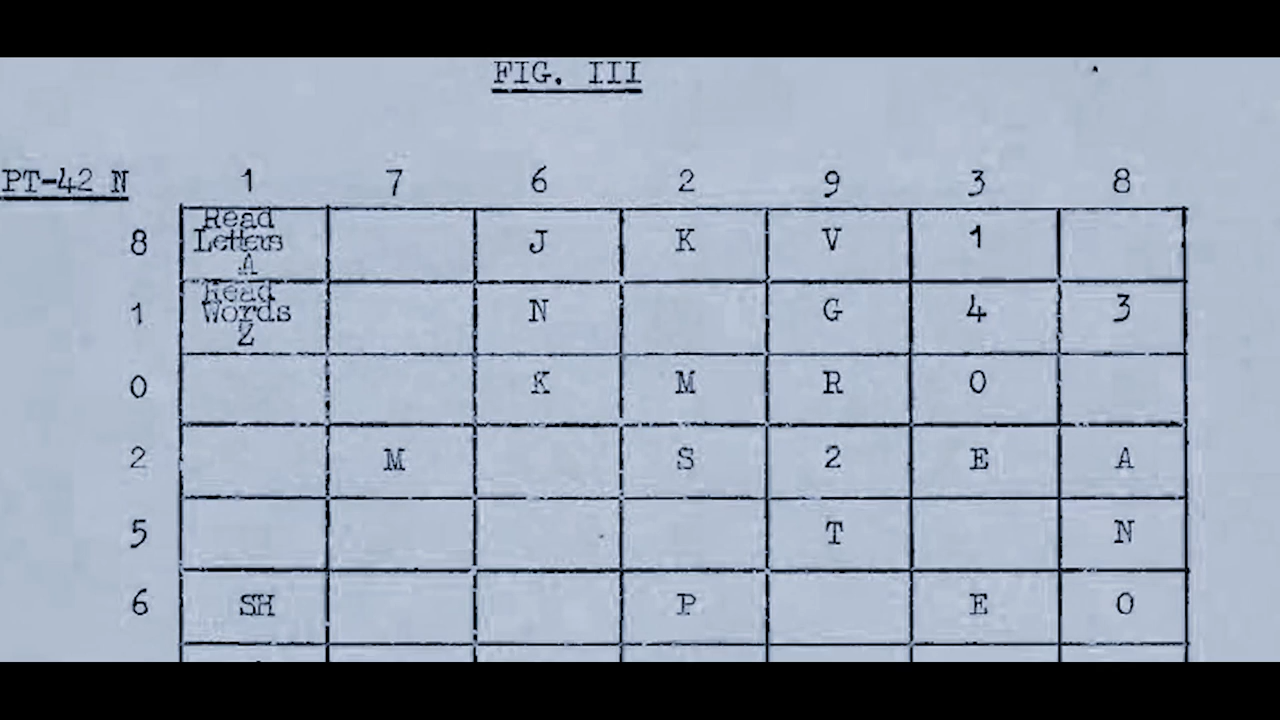 FIG. III
PT-42 N 1 7 6 2 9 3 8
8 Read Letters A J K V 1
1 Read Words Z N G 4 3
0 K M R O
2 M S 2 E A
5 T N
6 SH P E O